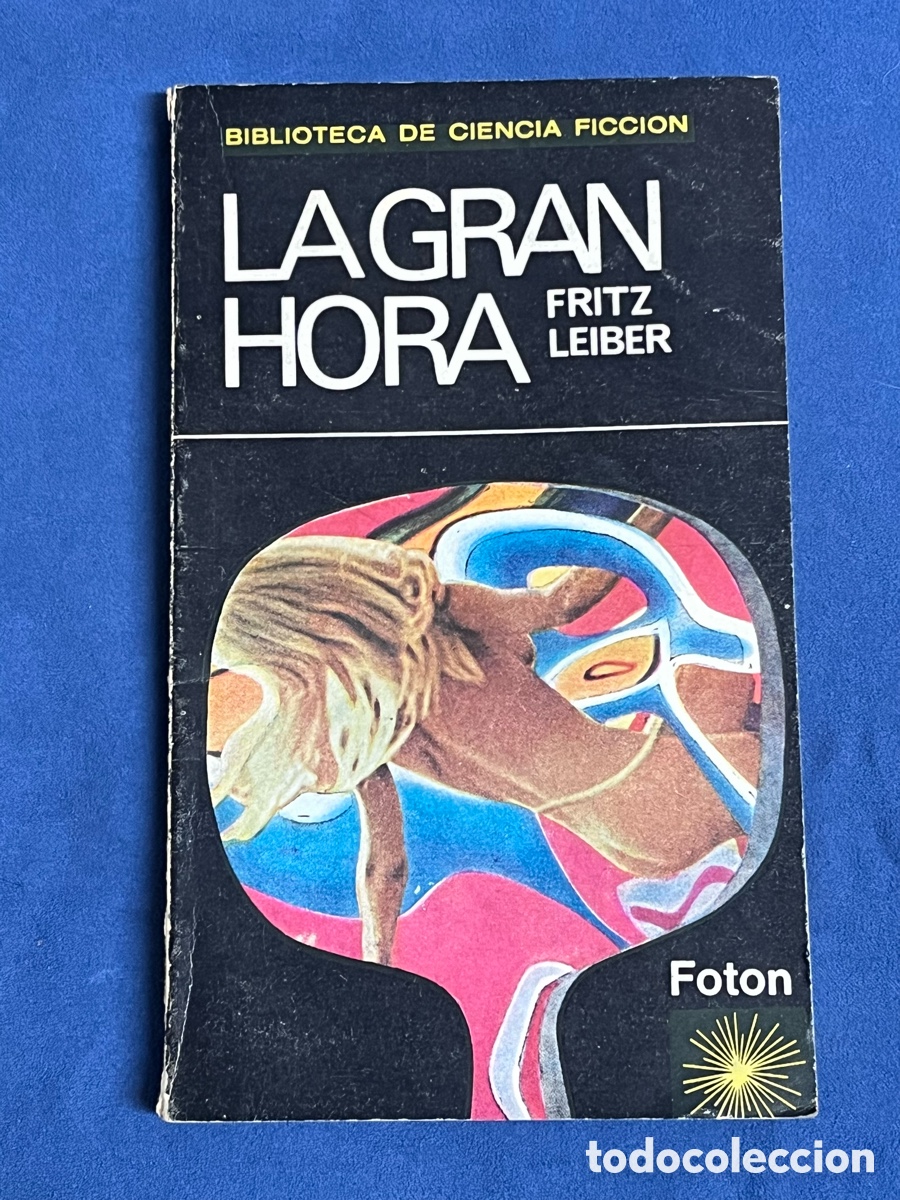 BIBLIOTECA DE CIENCIA FICCION
LA GRAN
HORA
FRITZ
LEIBER
Foton
todocoleccion